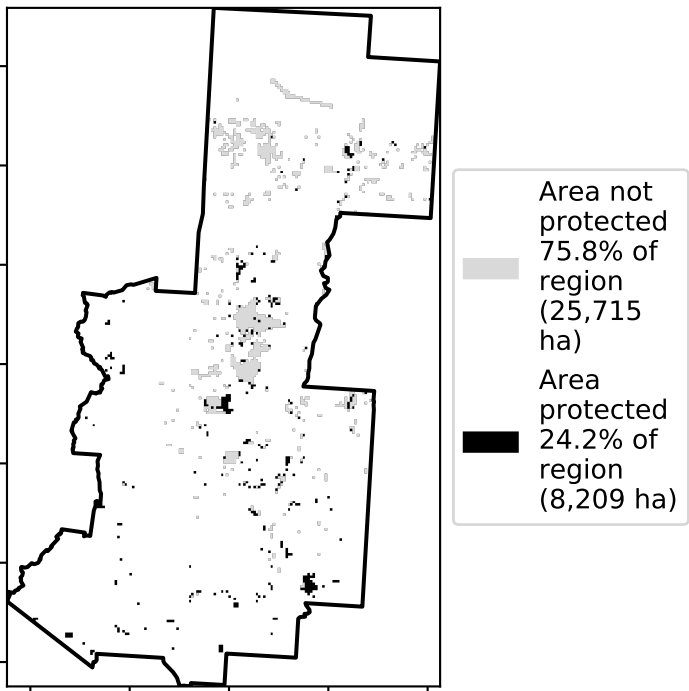 Area not
protected
75.8% of
region
(25,715
ha)
Area
protected
24.2% of
region
(8,209 ha)